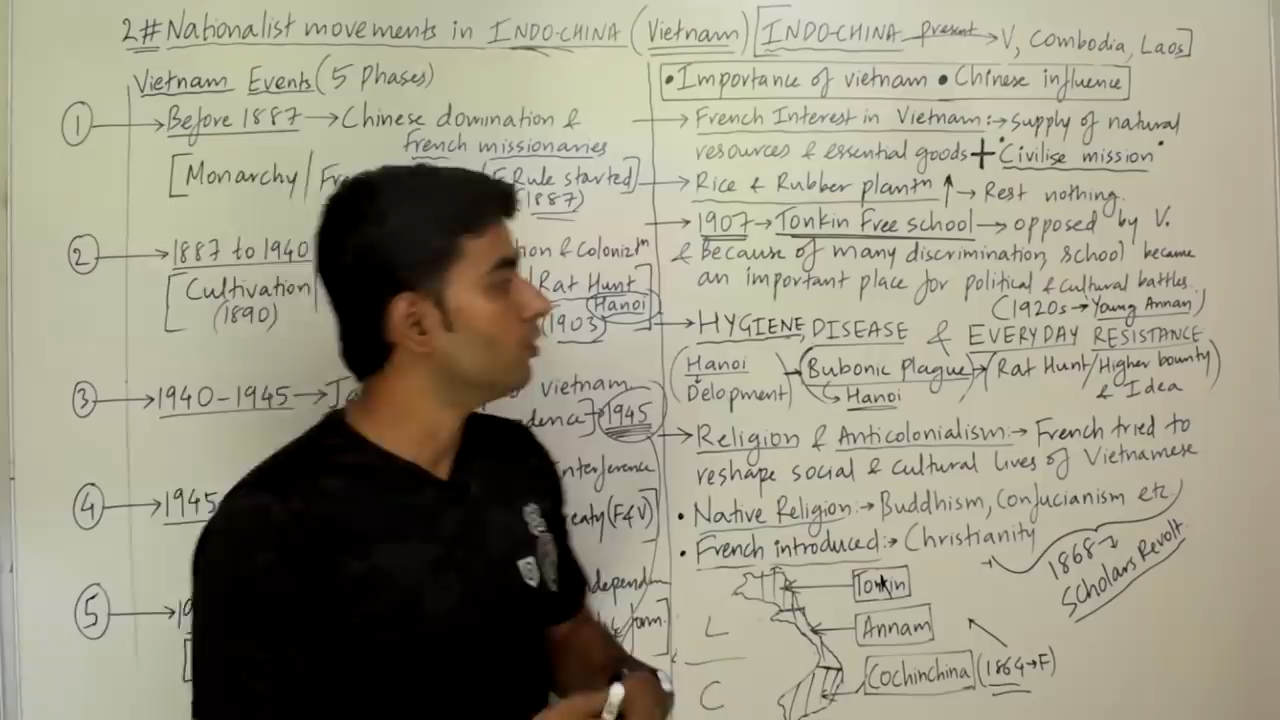 2# Nationalist movements in INDO-CHINA (Vietnam) [INDO-CHINA present → V, Combodia, Laos]
Vietnam Events (5 Phases)
① → Before 1887 → Chinese domination &
French missionaries
[Monarchy/ Rule started]
(1887)
② → 1887 to 1940 & Coloniztn
[Cultivation Rat Hunt]
(1890) Hanoi
(1903)
③ → 1940-1945 → vietnam
1945
④ → 1945 Interference
(F&V)]
⑤ →
• Importance of vietnam • Chinese influence
→ French Interest in Vietnam :→ supply of natural
resources & essential goods + 'Civilise mission'
→ Rice & Rubber plantn ↑ → Rest nothing.
→ 1907 → Tonkin Free school → opposed by V.
& Because of many discrimination, school became
an important place for political & cultural battles.
(1920s → Young Annan)
→ HYGIENE, DISEASE & EVERYDAY RESISTANCE
(Hanoi Delopment) → Bubonic Plague → (Rat Hunt/Higher bounty
→ Hanoi & Idea)
→ Religion & Anticolonialism :→ French tried to
reshape social & cultural lives of Vietnamese
• Native Religion :→ Buddhism, Confucianism etc
• French introduced :→ Christianity
1868 →
Scholars Revolt
Tonkin
L Annam
Cochinchina (1864 → F)
C